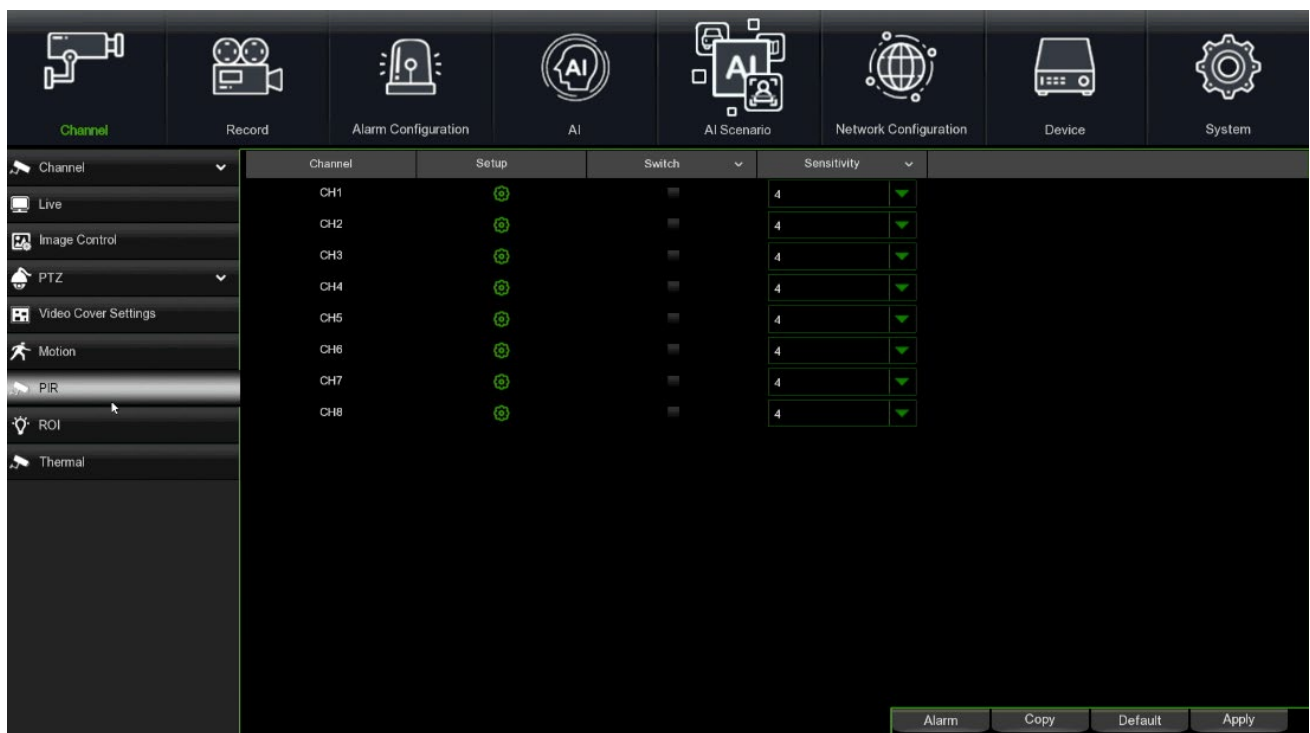 Channel Record Alarm Configuration AI AI Scenario Network Configuration Device System
AI
AI
Channel
Live
Image Control
PTZ
Video Cover Settings
Motion
PIR
ROI
Thermal
Channel Setup Switch Sensitivity
CH1 4
CH2 4
CH3 4
CH4 4
CH5 4
CH6 4
CH7 4
CH8 4
Alarm Copy Default Apply